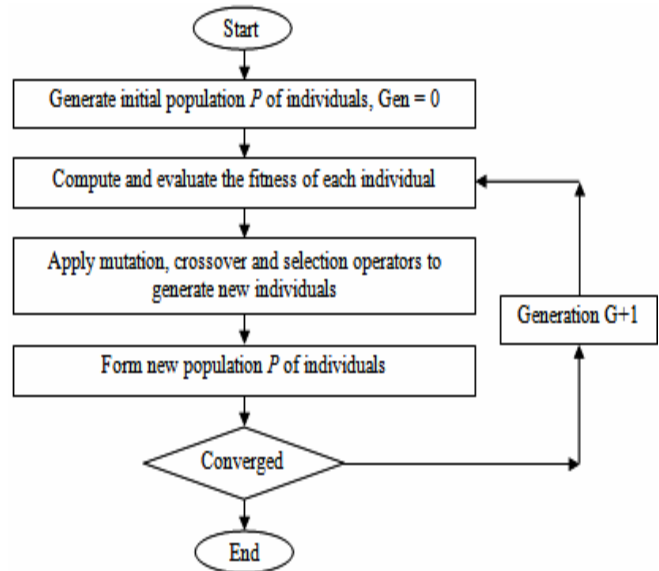 Start
Generate initial population P of individuals, Gen = 0
Compute and evaluate the fitness of each individual
Apply mutation, crossover and selection operators to
generate new individuals
Generation G+1
Form new population P of individuals
Converged
End